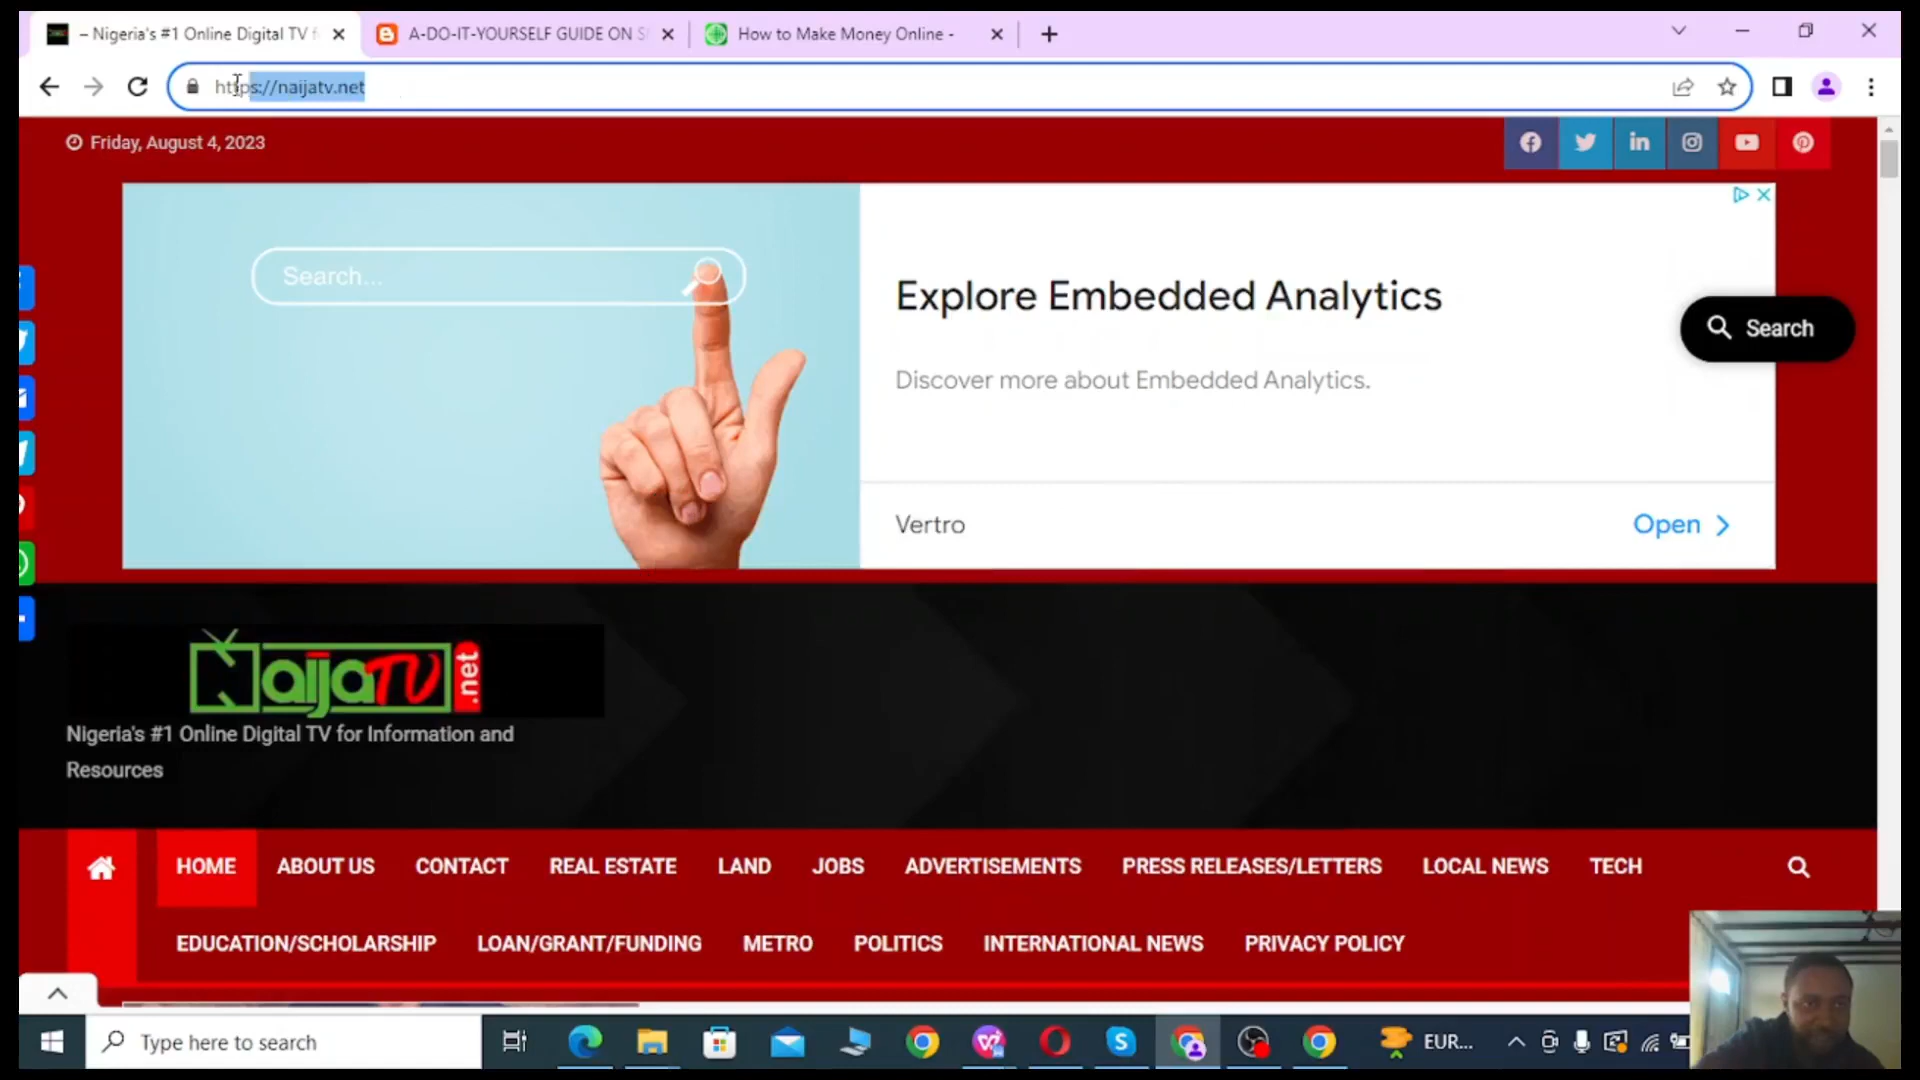 – Nigeria's #1 Online Digital TV f
A-DO-IT-YOURSELF GUIDE ON S
How to Make Money Online -
https://naijatv.net
Friday, August 4, 2023
Search...
Explore Embedded Analytics
Discover more about Embedded Analytics.
Search
Vertro
Open
NaijaTV.net
Nigeria's #1 Online Digital TV for Information and
Resources
HOME ABOUT US CONTACT REAL ESTATE LAND JOBS ADVERTISEMENTS PRESS RELEASES/LETTERS LOCAL NEWS TECH
EDUCATION/SCHOLARSHIP LOAN/GRANT/FUNDING METRO POLITICS INTERNATIONAL NEWS PRIVACY POLICY
Type here to search
EUR...